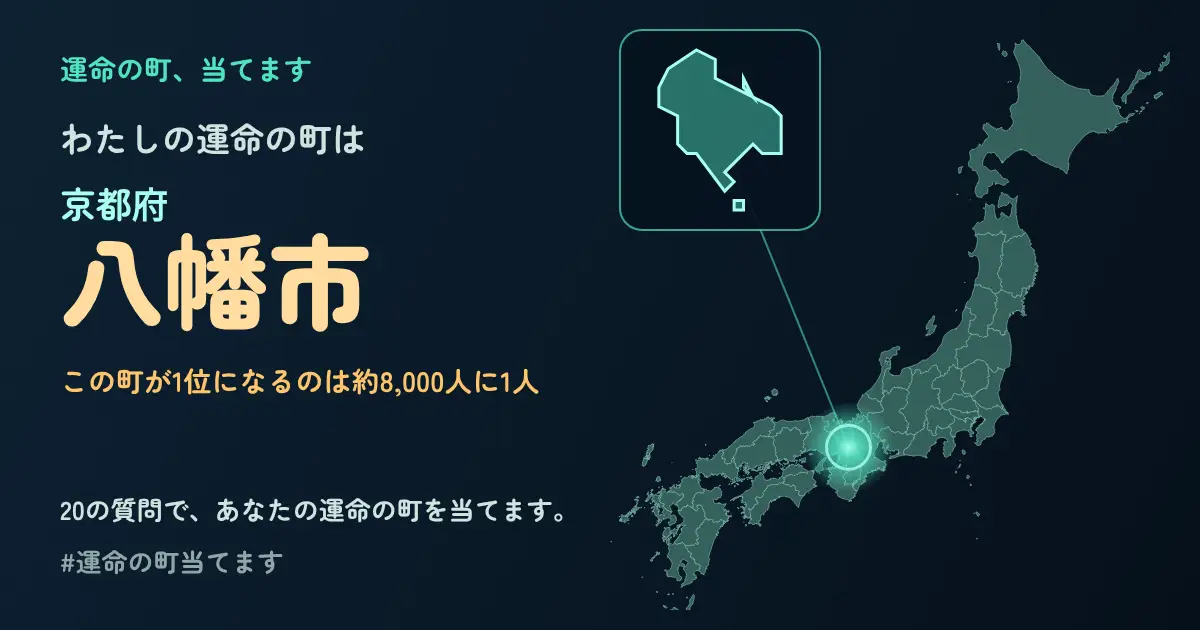 運命の町、当てます
わたしの運命の町は
京都府
八幡市
この町が1位になるのは約8,000人に1人
20の質問で、あなたの運命の町を当てます。
#運命の町当てます